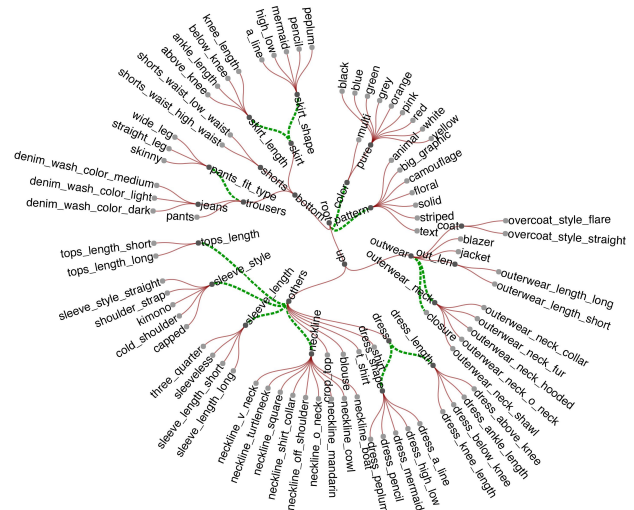 peplum
pencil
mermaid
high_low
a_line
skirt_shape
knee_length
below_knee
ankle_length
above_knee
skirt_length
skirt
shorts_waist_low_waist
shorts_waist_high_waist
shorts
wide_leg
straight_leg
skinny
pants_fit_type
denim_wash_color_medium
denim_wash_color_light
denim_wash_color_dark
jeans
pants
trousers
bottom
root
up
black
blue
green
grey
orange
pink
red
white
yellow
multi
pure
color
animal
big_graphic
camouflage
floral
solid
striped
text
pattern
overcoat_style_flare
overcoat_style_straight
coat
blazer
jacket
outwear
out_len
outerwear_length_long
outerwear_length_short
outerwear_neck
outerwear_neck_collar
outerwear_neck_fur
outerwear_neck_hooded
outerwear_neck_o_neck
outerwear_neck_shawl
closure
dress
dress_length
dress_above_knee
dress_ankle_length
dress_below_knee
dress_knee_length
dress_shape
dress_a_line
dress_high_low
dress_mermaid
dress_pencil
dress_peplum
t_shirt
blouse
others
tops_length_short
tops_length_long
tops_length
sleeve_style
sleeve_style_straight
shoulder_strap
kimono
cold_shoulder
capped
sleeve_length
three_quarter
sleeveless
sleeve_length_short
sleeve_length_long
neckline
neckline_v_neck
neckline_turtleneck
neckline_square
neckline_shirt_collar
neckline_off_shoulder
neckline_o_neck
neckline_mandarin
neckline_cowl
neckline_boat